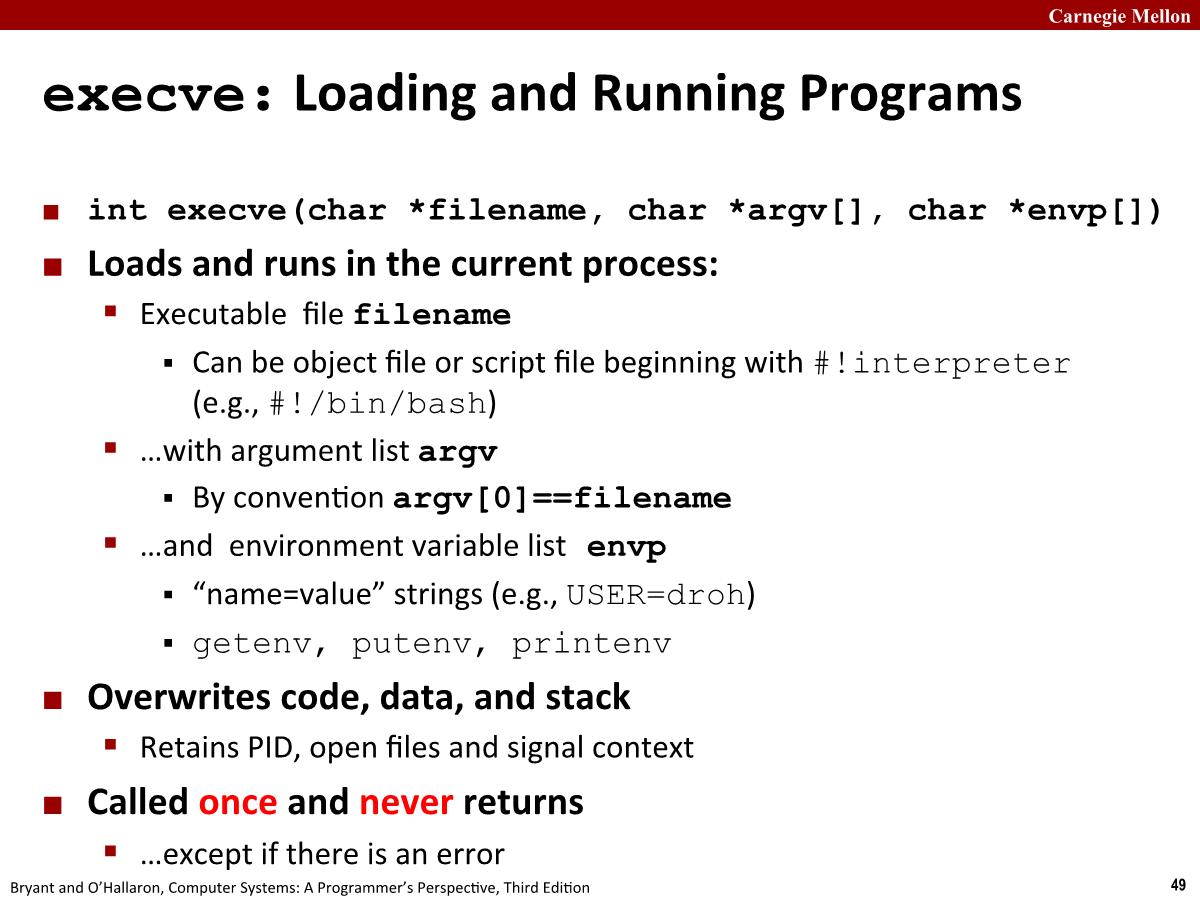 Carnegie Mellon
execve: Loading and Running Programs
int execve(char *filename, char *argv[], char *envp[])
Loads and runs in the current process:
Executable file filename
Can be object file or script file beginning with #!interpreter
(e.g., #!/bin/bash)
…with argument list argv
By convention argv[0]==filename
…and environment variable list envp
“name=value” strings (e.g., USER=droh)
getenv, putenv, printenv
Overwrites code, data, and stack
Retains PID, open files and signal context
Called once and never returns
…except if there is an error
Bryant and O’Hallaron, Computer Systems: A Programmer’s Perspective, Third Edition
49